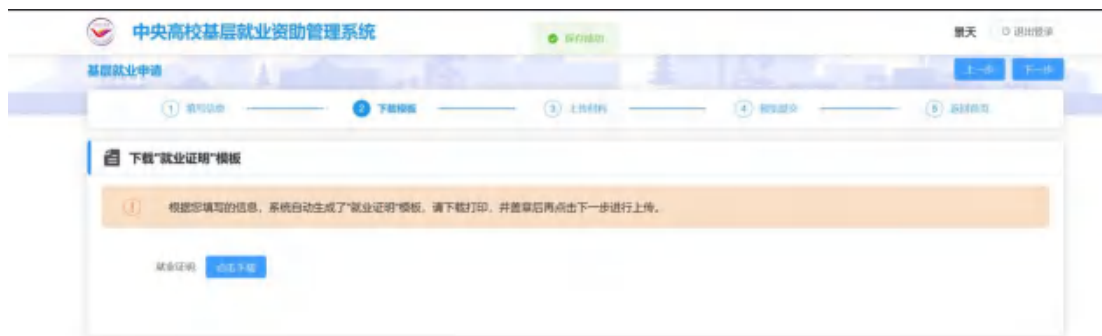 中央高校基层就业资助管理系统
保存成功
景天
退出登录
基层就业申请
上一步
下一步
1 填写信息
2 下载模板
3 上传材料
4 预览提交
5 返回首页
下载"就业证明"模板
根据您填写的信息，系统自动生成了"就业证明"模板，请下载打印，并盖章后再点击下一步进行上传。
就业证明
点击下载